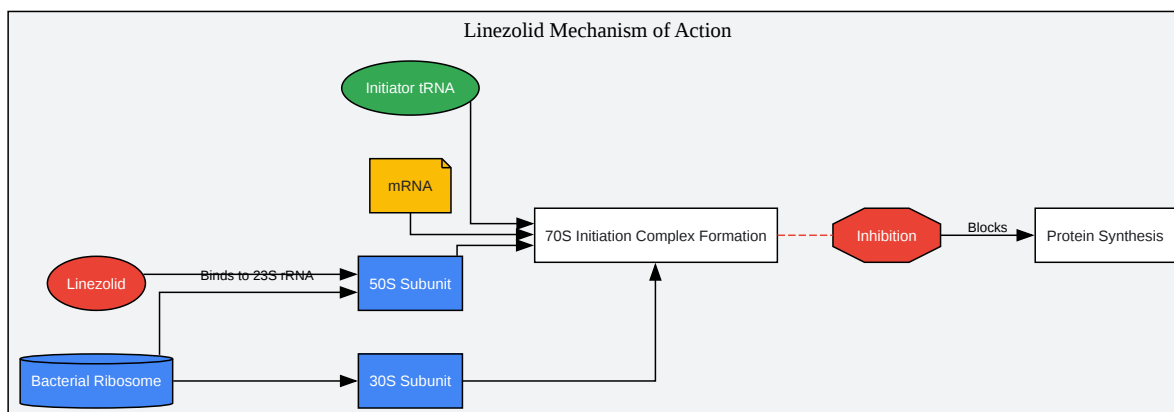 Linezolid Mechanism of Action
Initiator tRNA
mRNA
70S Initiation Complex Formation
Inhibition
Blocks
Protein Synthesis
Linezolid
Binds to 23S rRNA
50S Subunit
Bacterial Ribosome
30S Subunit